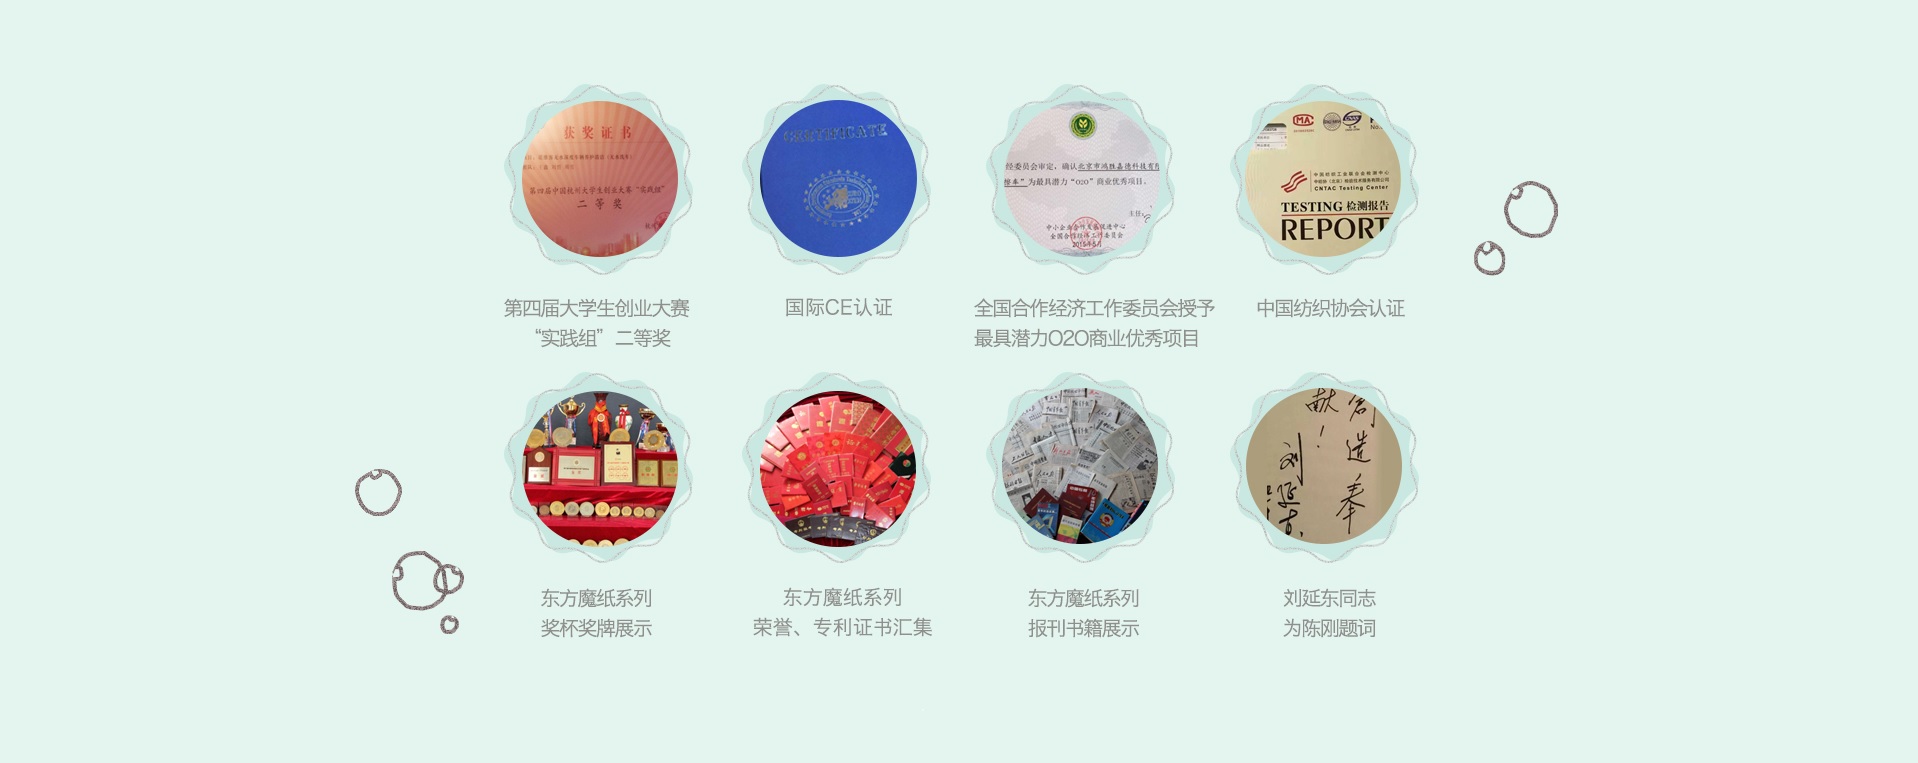 获奖证书
第四届中国杭州大学生创业大赛“实践组”
二等奖
CERTIFICATE
经委员会审定,确认北京市鸿胜嘉德科技有限
为最具潜力“O2O”商业优秀项目。
主任:
中小企业合作发展促进中心
全国合作经济工作委员会
2015年5月
MA
中国纺织工业联合会检测中心
CNTAC Testing Center
TESTING 检测报告
REPORT
第四届大学生创业大赛
“实践组”二等奖
国际CE认证
全国合作经济工作委员会授予
最具潜力O2O商业优秀项目
中国纺织协会认证
创造奉
献!
刘延东
东方魔纸系列
奖杯奖牌展示
东方魔纸系列
荣誉、专利证书汇集
东方魔纸系列
报刊书籍展示
刘延东同志
为陈刚题词